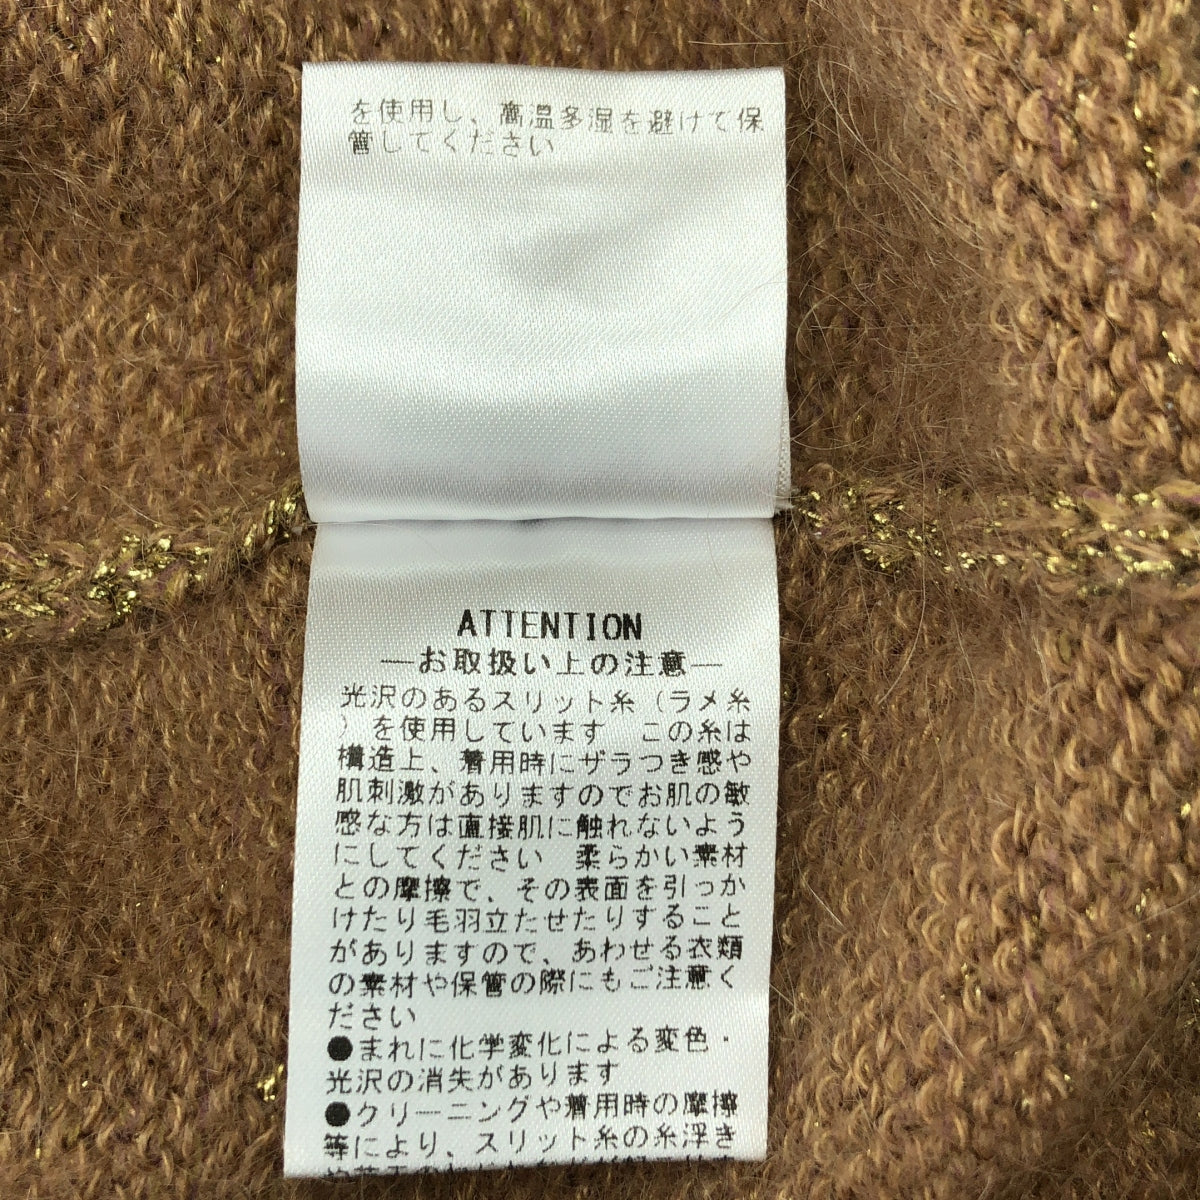 を使用し、高温多湿を避けて保
管してください
ATTENTION
―お取扱い上の注意―
光沢のあるスリット糸（ラメ糸
）を使用しています　この糸は
構造上、着用時にザラつき感や
肌刺激がありますのでお肌の敏
感な方は直接肌に触れないよう
にしてください　柔らかい素材
との摩擦で、その表面を引っか
けたり毛羽立たせたりすること
がありますので、あわせる衣類
の素材や保管の際にもご注意く
ださい
●まれに化学変化による変色・
光沢の消失があります
●クリーニングや着用時の摩擦
等により、スリット糸の糸浮き